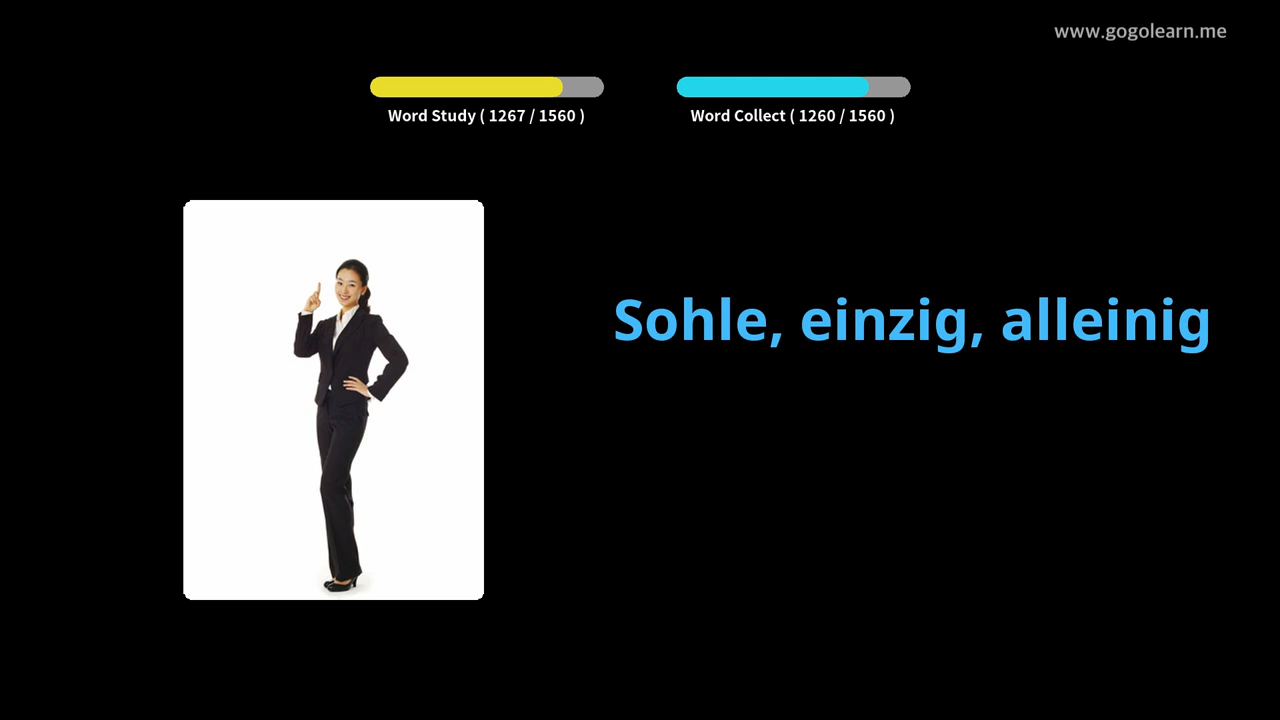 www.gogolearn.me
Word Study ( 1267 / 1560 )
Word Collect ( 1260 / 1560 )
Sohle, einzig, alleinig